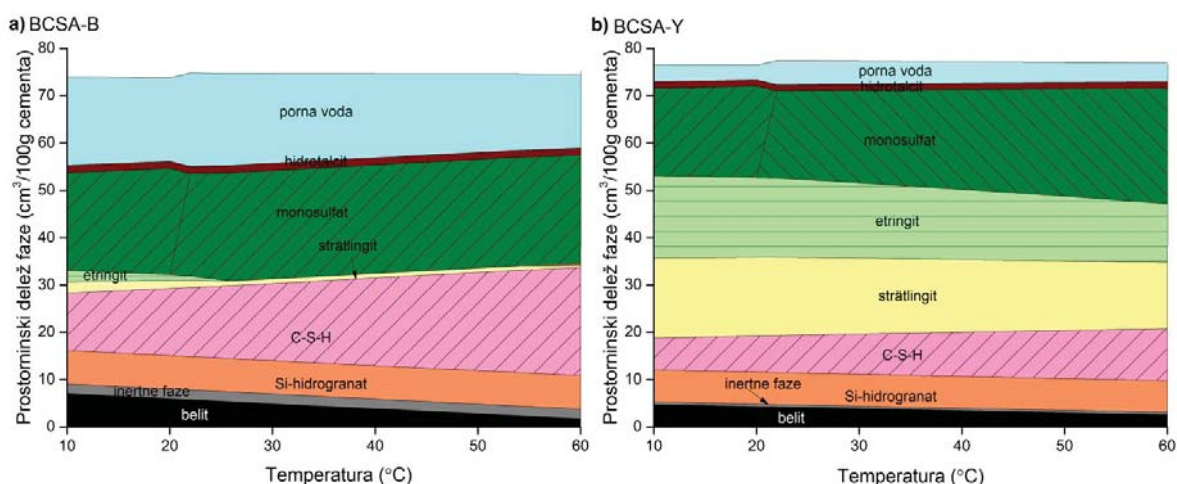 a) BCSA-B
Prostorninski delež faze (cm³/100g cementa)
80
70
60
50
40
30
20
10
0
porna voda
hidrotalcit
monosulfat
strätlingit
etringit
C-S-H
Si-hidrogranat
inertne faze
belit
10 20 30 40 50 60
Temperatura (°C)
b) BCSA-Y
Prostorninski delež faze (cm³/100g cementa)
80
70
60
50
40
30
20
10
0
porna voda
hidrotalcit
monosulfat
etringit
strätlingit
C-S-H
inertne faze
Si-hidrogranat
belit
10 20 30 40 50 60
Temperatura (°C)